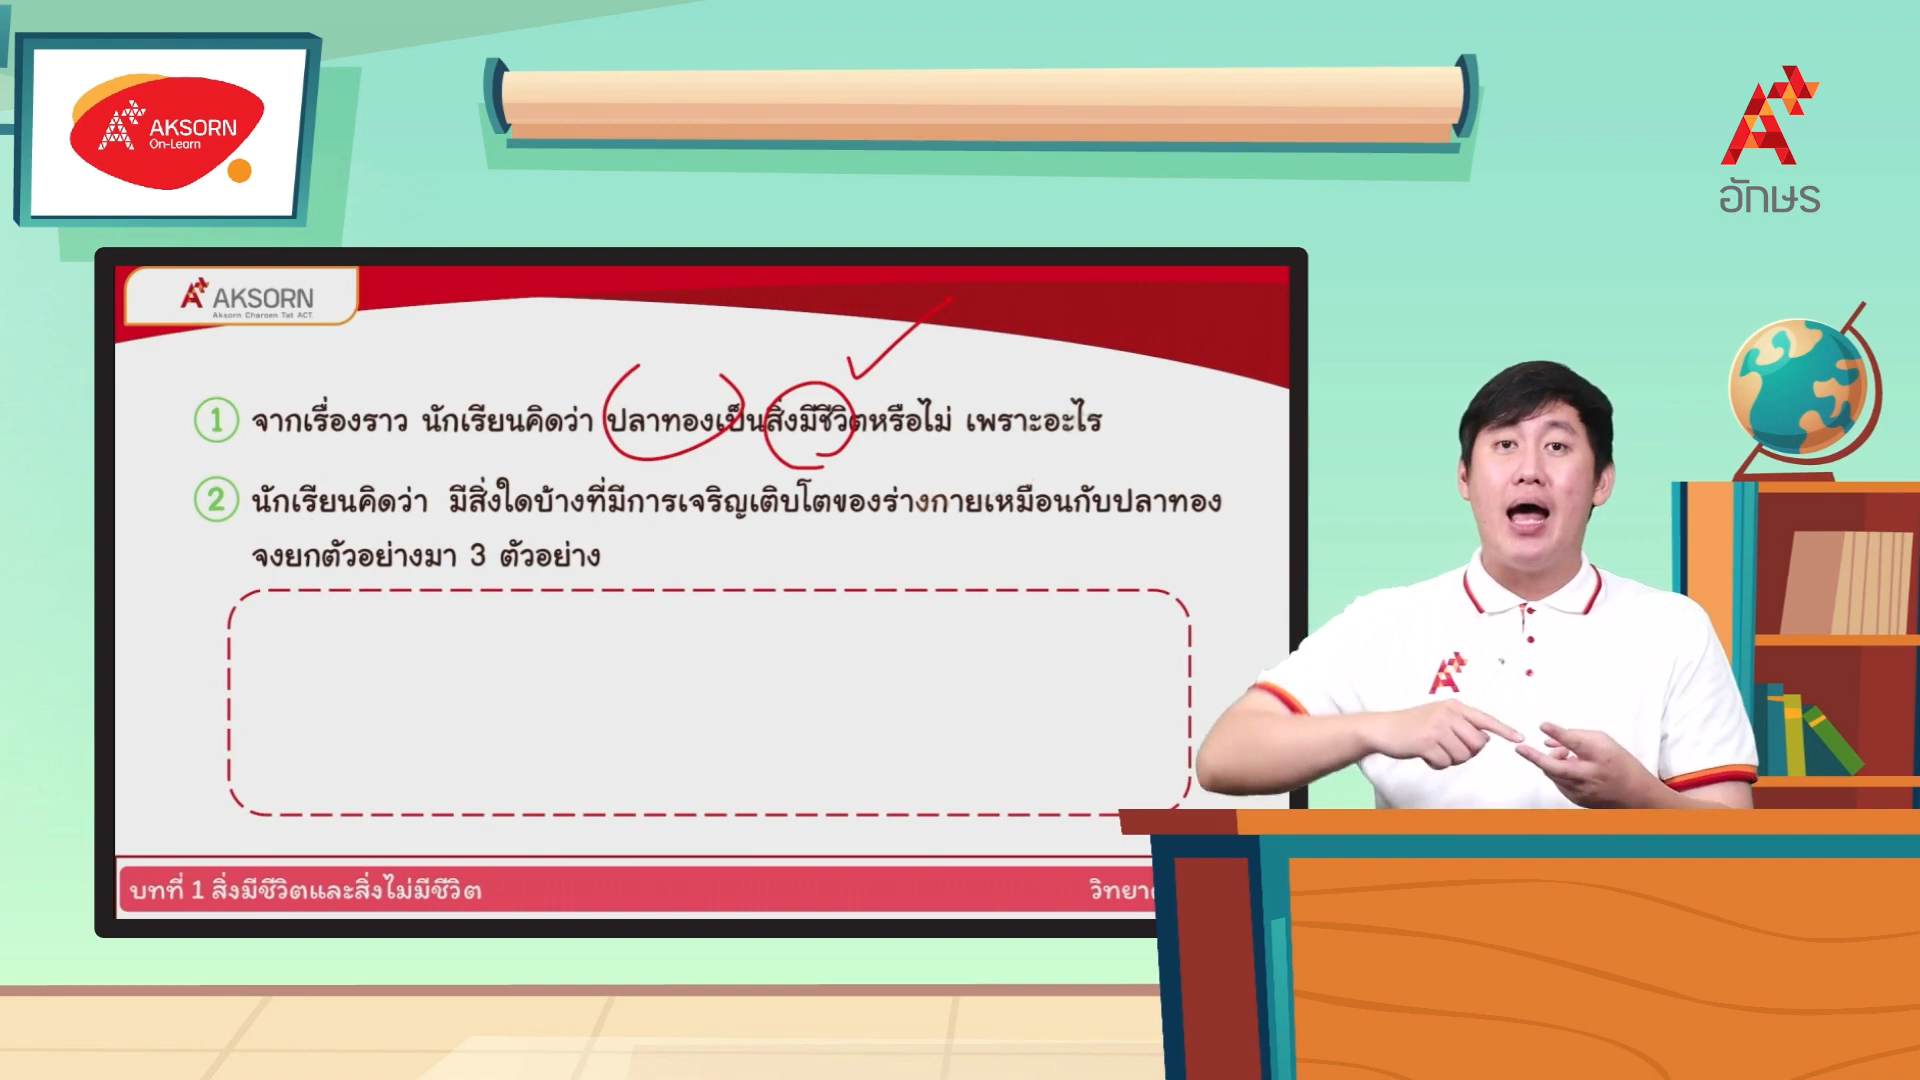 AKSORN
On-Learn
อักษร
AKSORN
Aksorn Charoen Tat ACT.
1 จากเรื่องราว นักเรียนคิดว่า ปลาทองเป็นสิ่งมีชีวิตหรือไม่ เพราะอะไร
2 นักเรียนคิดว่า มีสิ่งใดบ้างที่มีการเจริญเติบโตของร่างกายเหมือนกับปลาทอง
จงยกตัวอย่างมา 3 ตัวอย่าง
บทที่ 1 สิ่งมีชีวิตและสิ่งไม่มีชีวิต